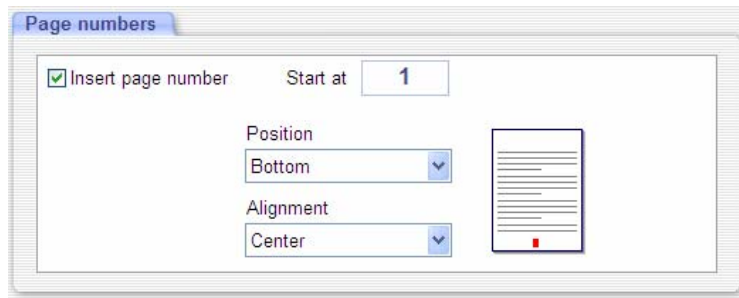 Page numbers
Insert page number Start at 1
Position
Bottom
Alignment
Center